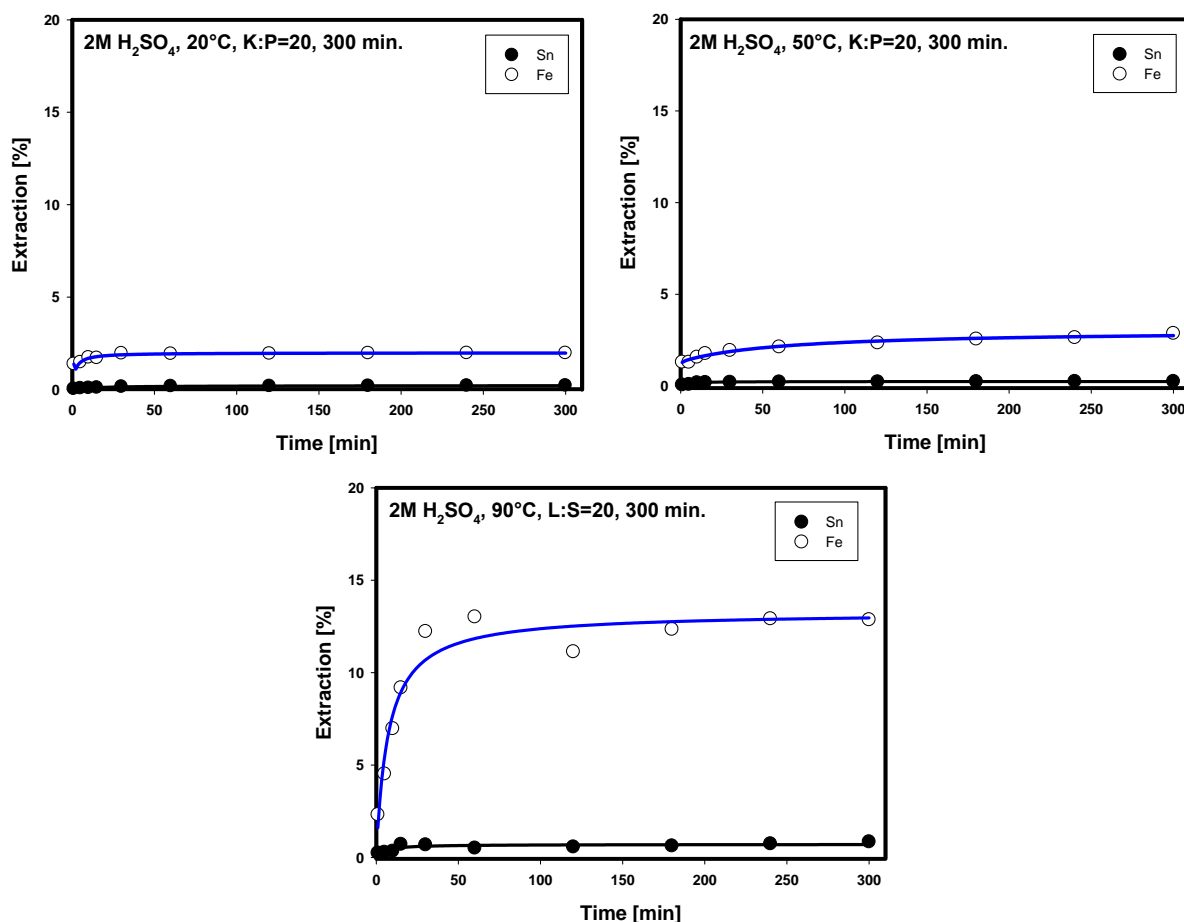 2M H₂SO₄, 20°C, K:P=20, 300 min.
Sn
Fe
Extraction [%]
20
15
10
5
0
0 50 100 150 200 250 300
Time [min]
2M H₂SO₄, 50°C, K:P=20, 300 min.
Sn
Fe
Extraction [%]
20
15
10
5
0
0 50 100 150 200 250 300
Time [min]
2M H₂SO₄, 90°C, L:S=20, 300 min.
Sn
Fe
Extraction [%]
20
15
10
5
0
0 50 100 150 200 250 300
Time [min]